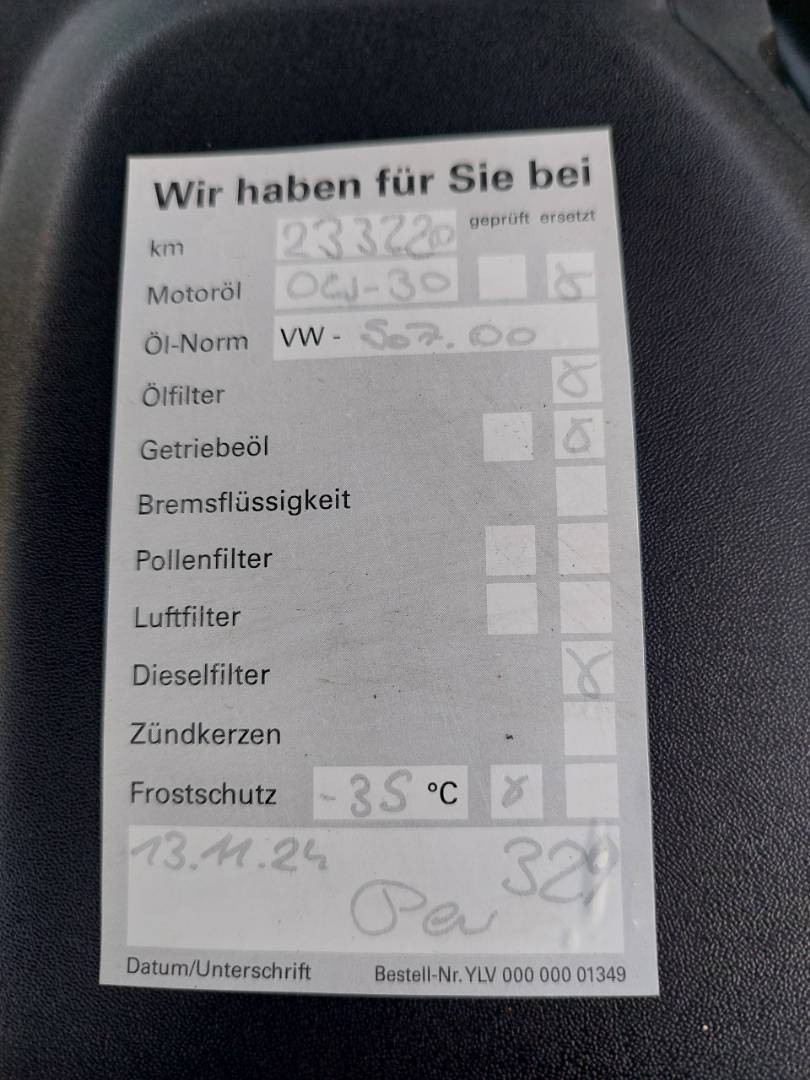 Wir haben für Sie bei
geprüft ersetzt
km 233220
Motoröl 0W-30 x
Öl-Norm VW - 507.00
Ölfilter x
Getriebeöl x
Bremsflüssigkeit
Pollenfilter
Luftfilter
Dieselfilter x
Zündkerzen
Frostschutz -35 °C x
13.11.24 329
Datum/Unterschrift Bestell-Nr. YLV 000 000 01349